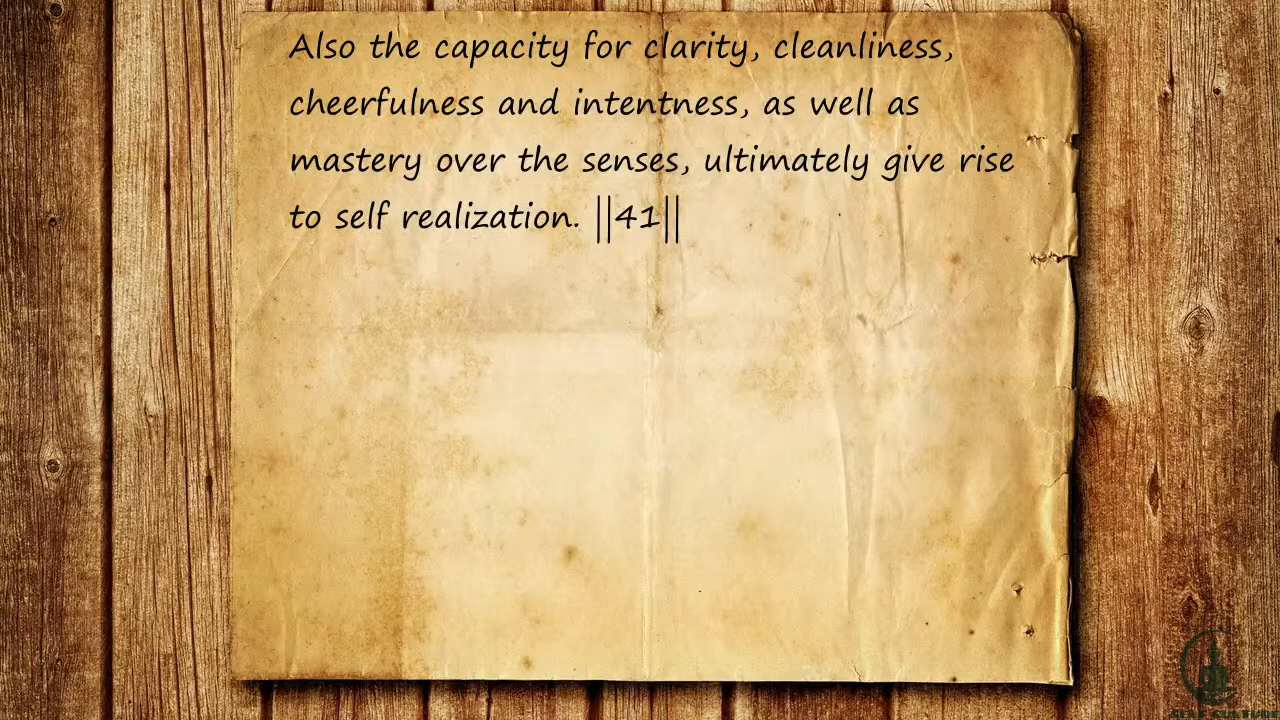 Also the capacity for clarity, cleanliness,
cheerfulness and intentness, as well as
mastery over the senses, ultimately give rise
to self realization. ||41||